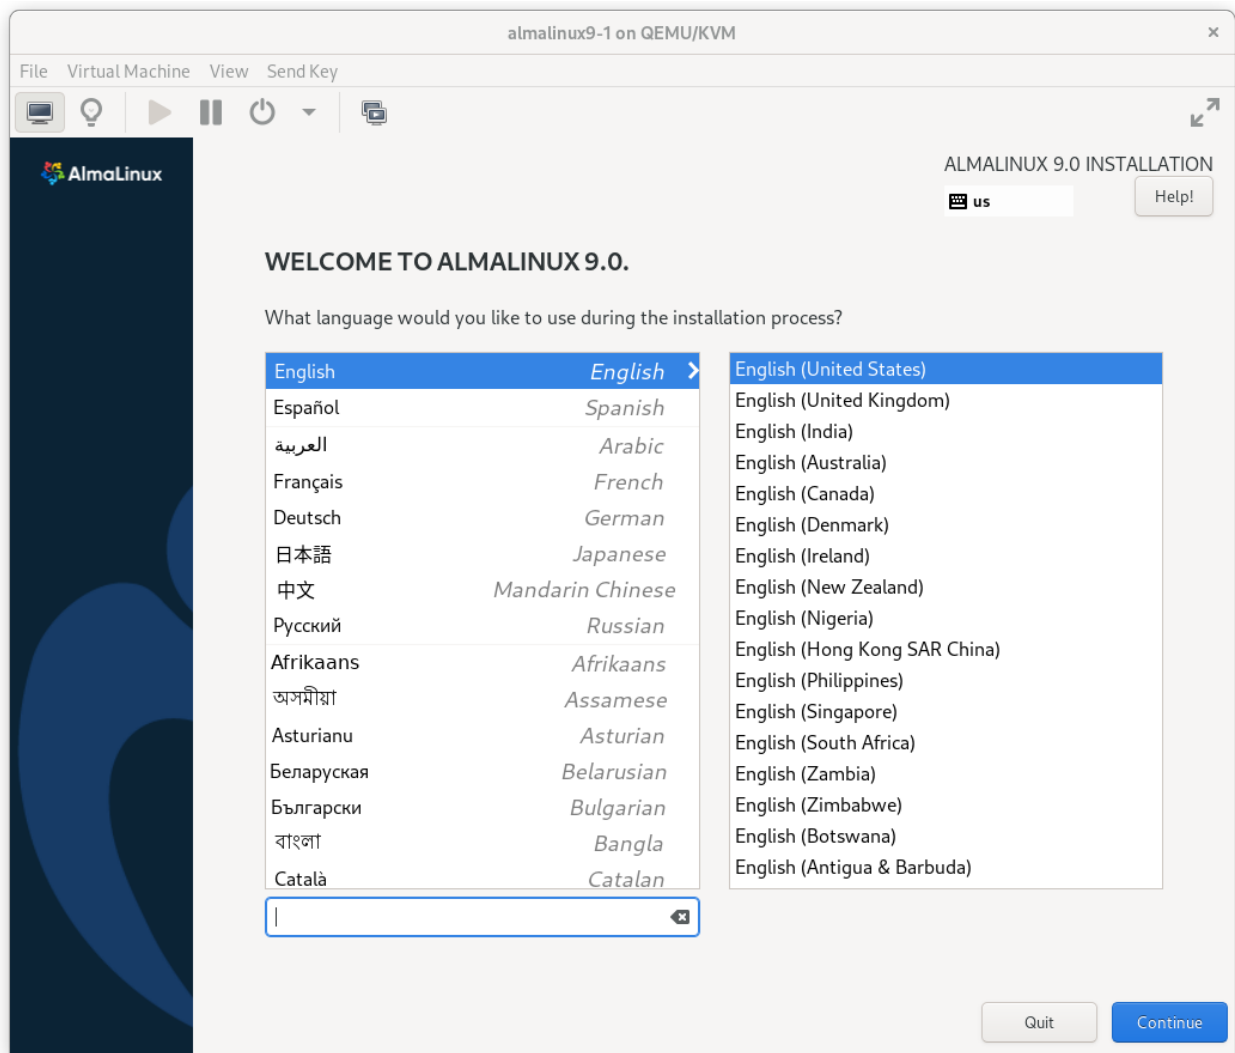 almalinux9-1 on QEMU/KVM
File Virtual Machine View Send Key
AlmaLinux
ALMALINUX 9.0 INSTALLATION
us
Help!
WELCOME TO ALMALINUX 9.0.
What language would you like to use during the installation process?
English English
Español Spanish
العربية Arabic
Français French
Deutsch German
日本語 Japanese
中文 Mandarin Chinese
Русский Russian
Afrikaans Afrikaans
অসমীয়া Assamese
Asturianu Asturian
Беларуская Belarusian
Български Bulgarian
বাংলা Bangla
Català Catalan
English (United States)
English (United Kingdom)
English (India)
English (Australia)
English (Canada)
English (Denmark)
English (Ireland)
English (New Zealand)
English (Nigeria)
English (Hong Kong SAR China)
English (Philippines)
English (Singapore)
English (South Africa)
English (Zambia)
English (Zimbabwe)
English (Botswana)
English (Antigua & Barbuda)
Quit
Continue